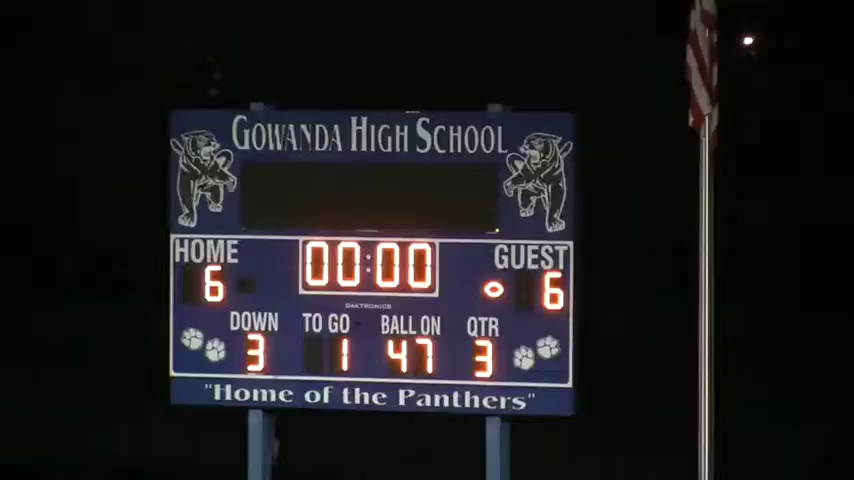 GOWANDA HIGH SCHOOL
HOME 00:00 GUEST
6 6
DAKTRONICS
DOWN TO GO BALL ON QTR
3 1 47 3
"Home of the Panthers"